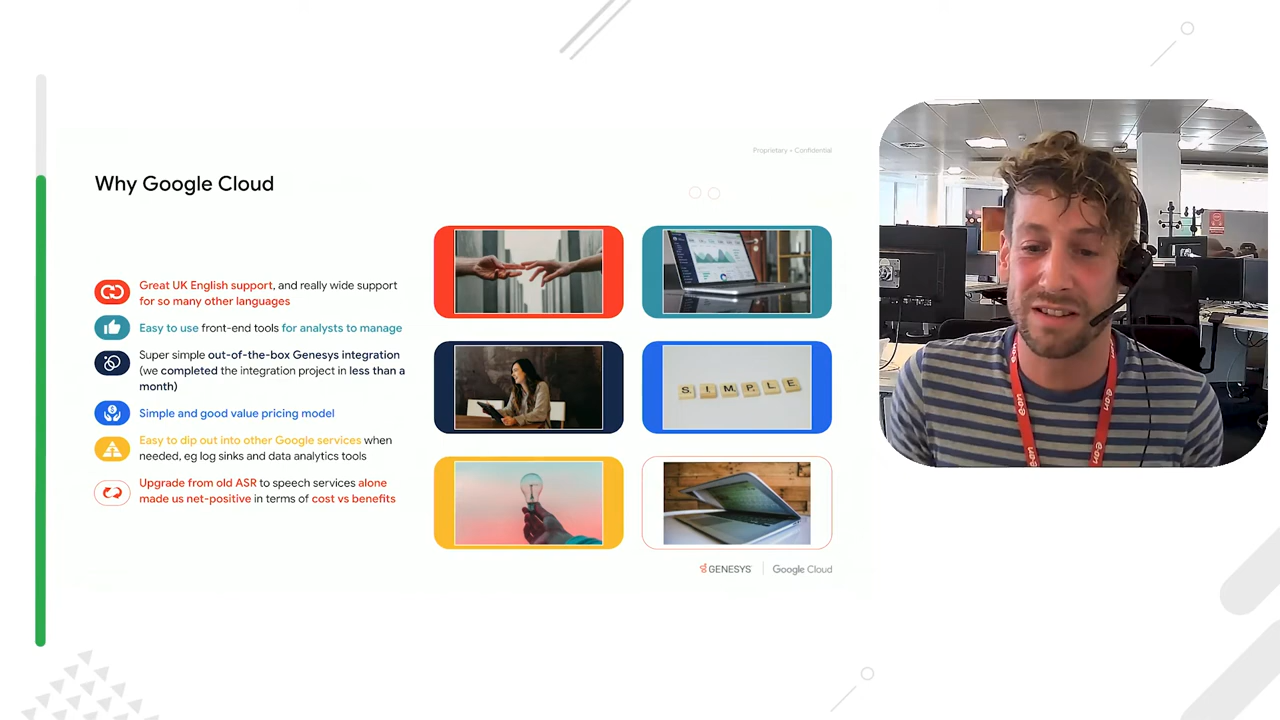 Proprietary + Confidential
Why Google Cloud
Great UK English support, and really wide support
for so many other languages
Easy to use front-end tools for analysts to manage
Super simple out-of-the-box Genesys integration
(we completed the integration project in less than a
month)
Simple and good value pricing model
Easy to dip out into other Google services when
needed, eg log sinks and data analytics tools
Upgrade from old ASR to speech services alone
made us net-positive in terms of cost vs benefits
SIMPLE
GENESYS
Google Cloud
e·on
e·on